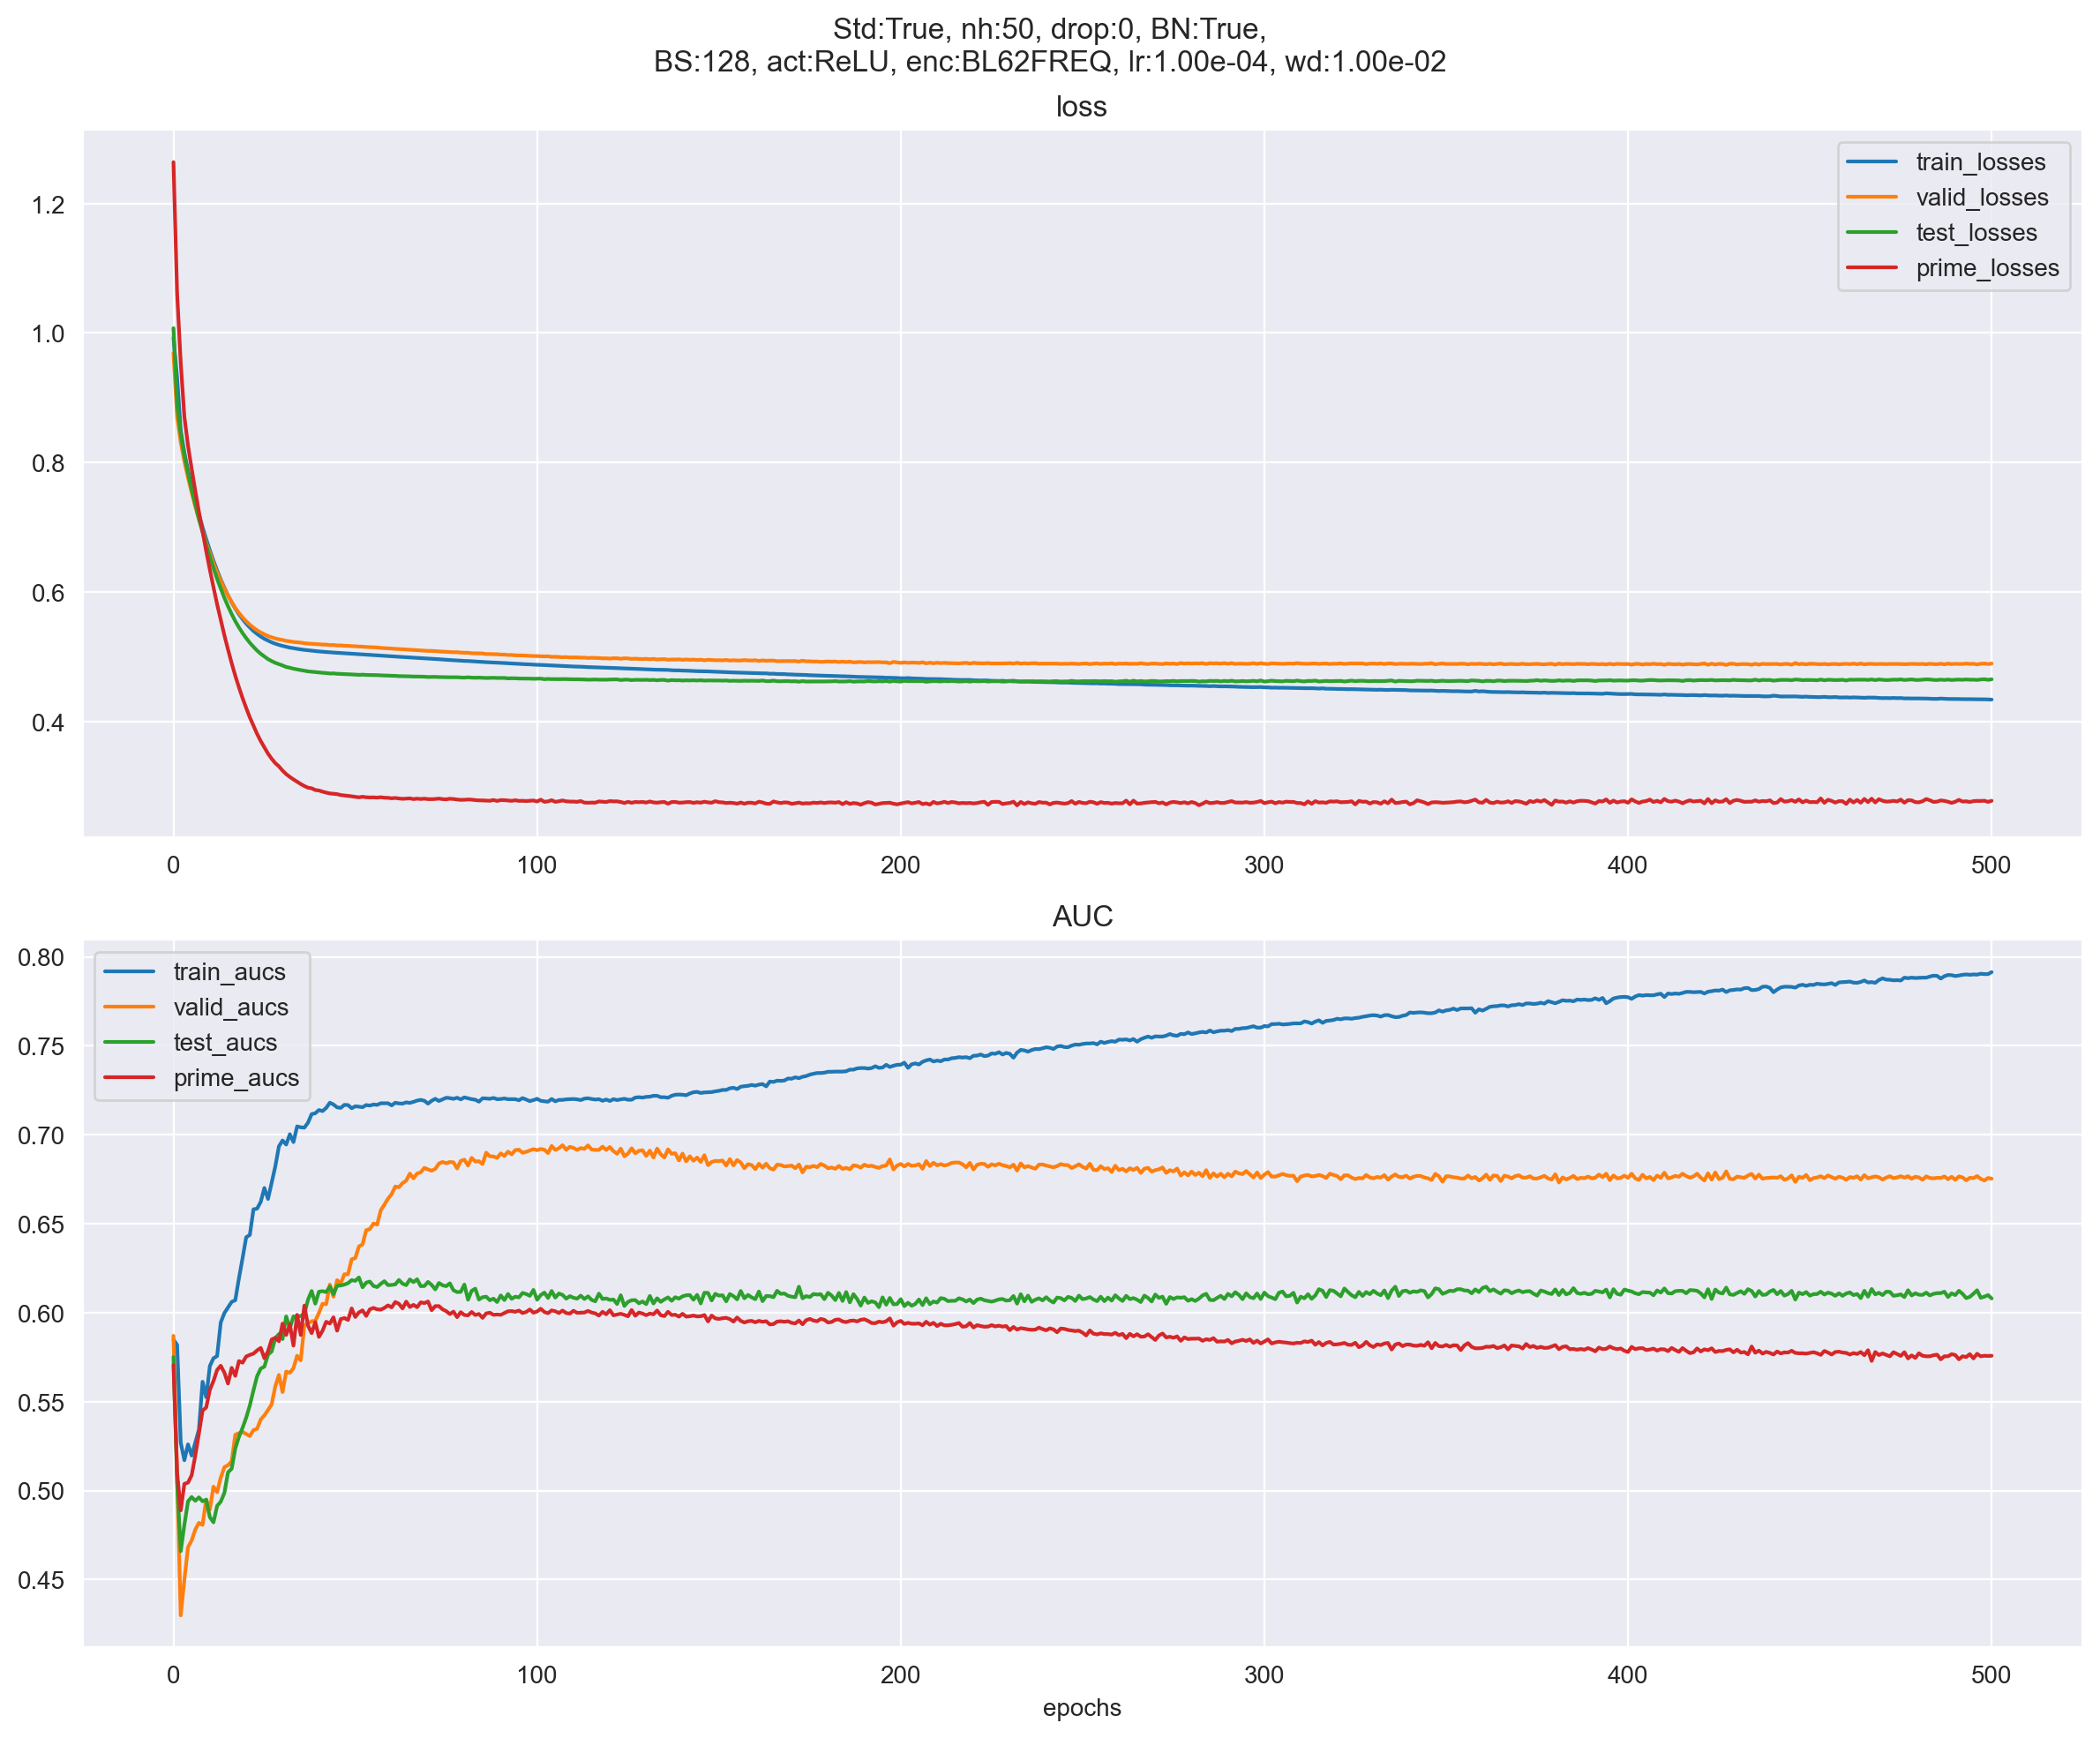 Std:True, nh:50, drop:0, BN:True,
BS:128, act:ReLU, enc:BL62FREQ, lr:1.00e-04, wd:1.00e-02
loss
1.2
1.0
0.8
0.6
0.4
train_losses
valid_losses
test_losses
prime_losses
0 100 200 300 400 500
AUC
0.80
0.75
0.70
0.65
0.60
0.55
0.50
0.45
train_aucs
valid_aucs
test_aucs
prime_aucs
0 100 200 300 400 500
epochs